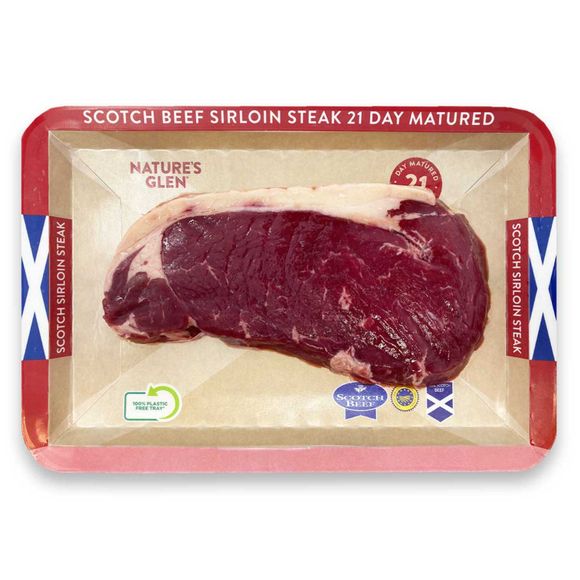 SCOTCH BEEF SIRLOIN STEAK 21 DAY MATURED
NATURE'S
GLEN
DAY MATURED
21
SCOTCH SIRLOIN STEAK
SCOTCH SIRLOIN STEAK
100% PLASTIC
FREE TRAY*
SCOTCH
BEEF
SCOTCH
BEEF